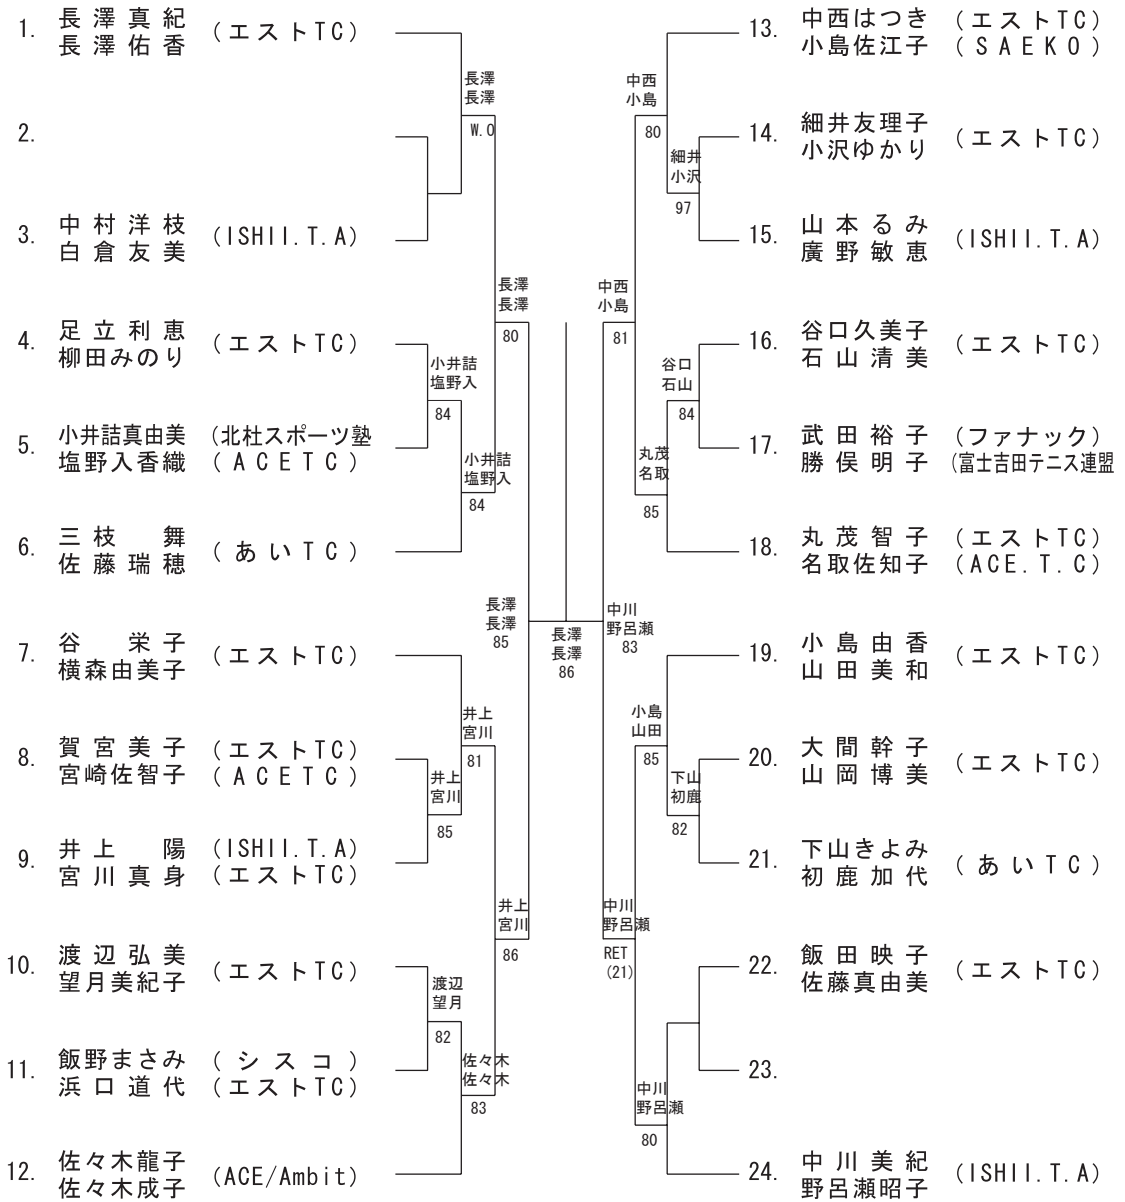 1. 長澤真紀 (エストTC)
長澤佑香
2.
3. 中村洋枝 (ISHII.T.A)
白倉友美
4. 足立利恵 (エストTC)
柳田みのり
5. 小井詰真由美 (北杜スポーツ塾
塩野入香織 (ACETC)
6. 三枝 舞 (あいTC)
佐藤瑞穂
7. 谷 栄子 (エストTC)
横森由美子
8. 賀宮美子 (エストTC)
宮崎佐智子 (ACETC)
9. 井上 陽 (ISHII.T.A)
宮川真身 (エストTC)
10. 渡辺弘美 (エストTC)
望月美紀子
11. 飯野まさみ (シスコ)
浜口道代 (エストTC)
12. 佐々木龍子 (ACE/Ambit)
佐々木成子
長澤
長澤
W.O
小井詰
塩野入
84
小井詰
塩野入
84
長澤
長澤
80
井上
宮川
85
井上
宮川
81
渡辺
望月
82
佐々木
佐々木
83
井上
宮川
86
長澤
長澤
85
長澤
長澤
86
中川
野呂瀬
83
中西
小島
81
中西
小島
80
細井
小沢
97
谷口
石山
84
丸茂
名取
85
小島
山田
85
下山
初鹿
82
中川
野呂瀬
RET
(21)
中川
野呂瀬
80
13. 中西はつき (エストTC)
小島佐江子 (SAEKO)
14. 細井友理子 (エストTC)
小沢ゆかり
15. 山本るみ (ISHII.T.A)
廣野敏恵
16. 谷口久美子 (エストTC)
石山清美
17. 武田裕子 (ファナック)
勝俣明子 (富士吉田テニス連盟
18. 丸茂智子 (エストTC)
名取佐知子 (ACE.T.C)
19. 小島由香 (エストTC)
山田美和
20. 大間幹子 (エストTC)
山岡博美
21. 下山きよみ (あいTC)
初鹿加代
22. 飯田映子 (エストTC)
佐藤真由美
23.
24. 中川美紀 (ISHII.T.A)
野呂瀬昭子